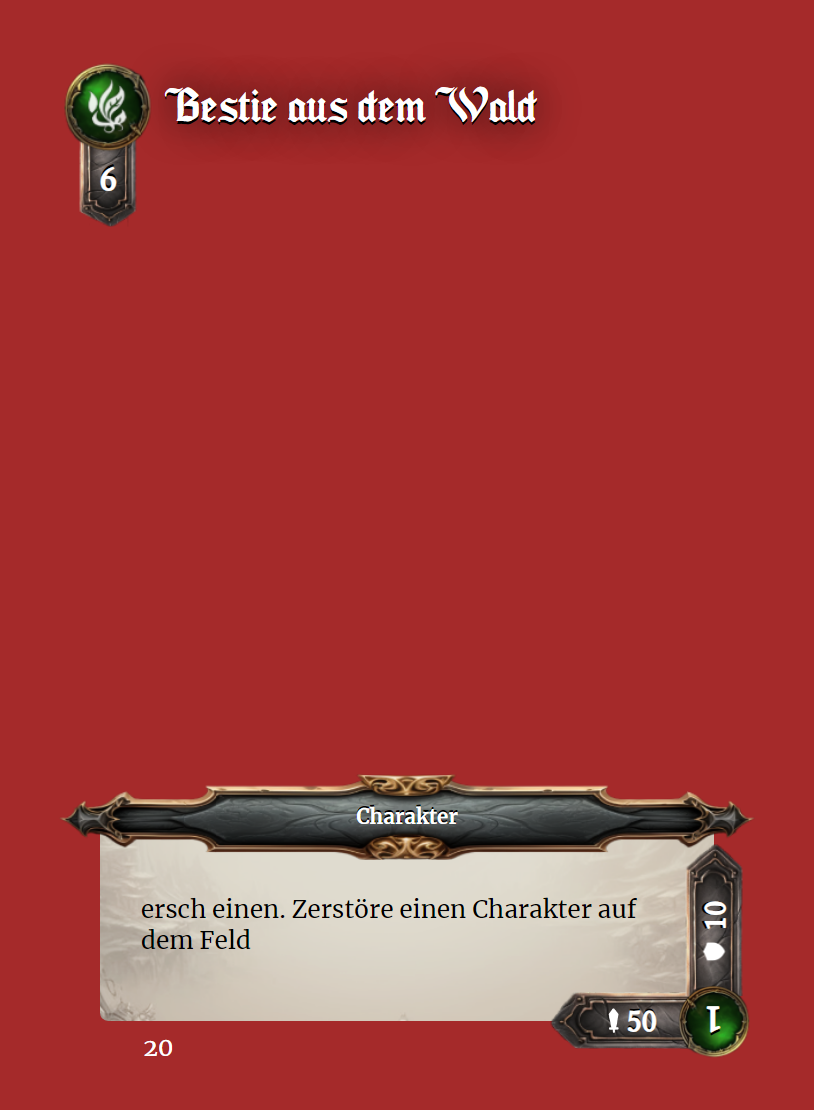 Bestie aus dem Wald
6
Charakter
ersch einen. Zerstöre einen Charakter auf
dem Feld
10
50
1
20